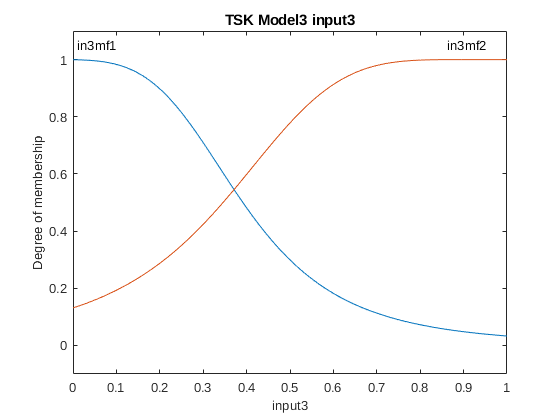 TSK Model3 input3
in3mf1
in3mf2
1
0.8
0.6
0.4
0.2
0
Degree of membership
0 0.1 0.2 0.3 0.4 0.5 0.6 0.7 0.8 0.9 1
input3